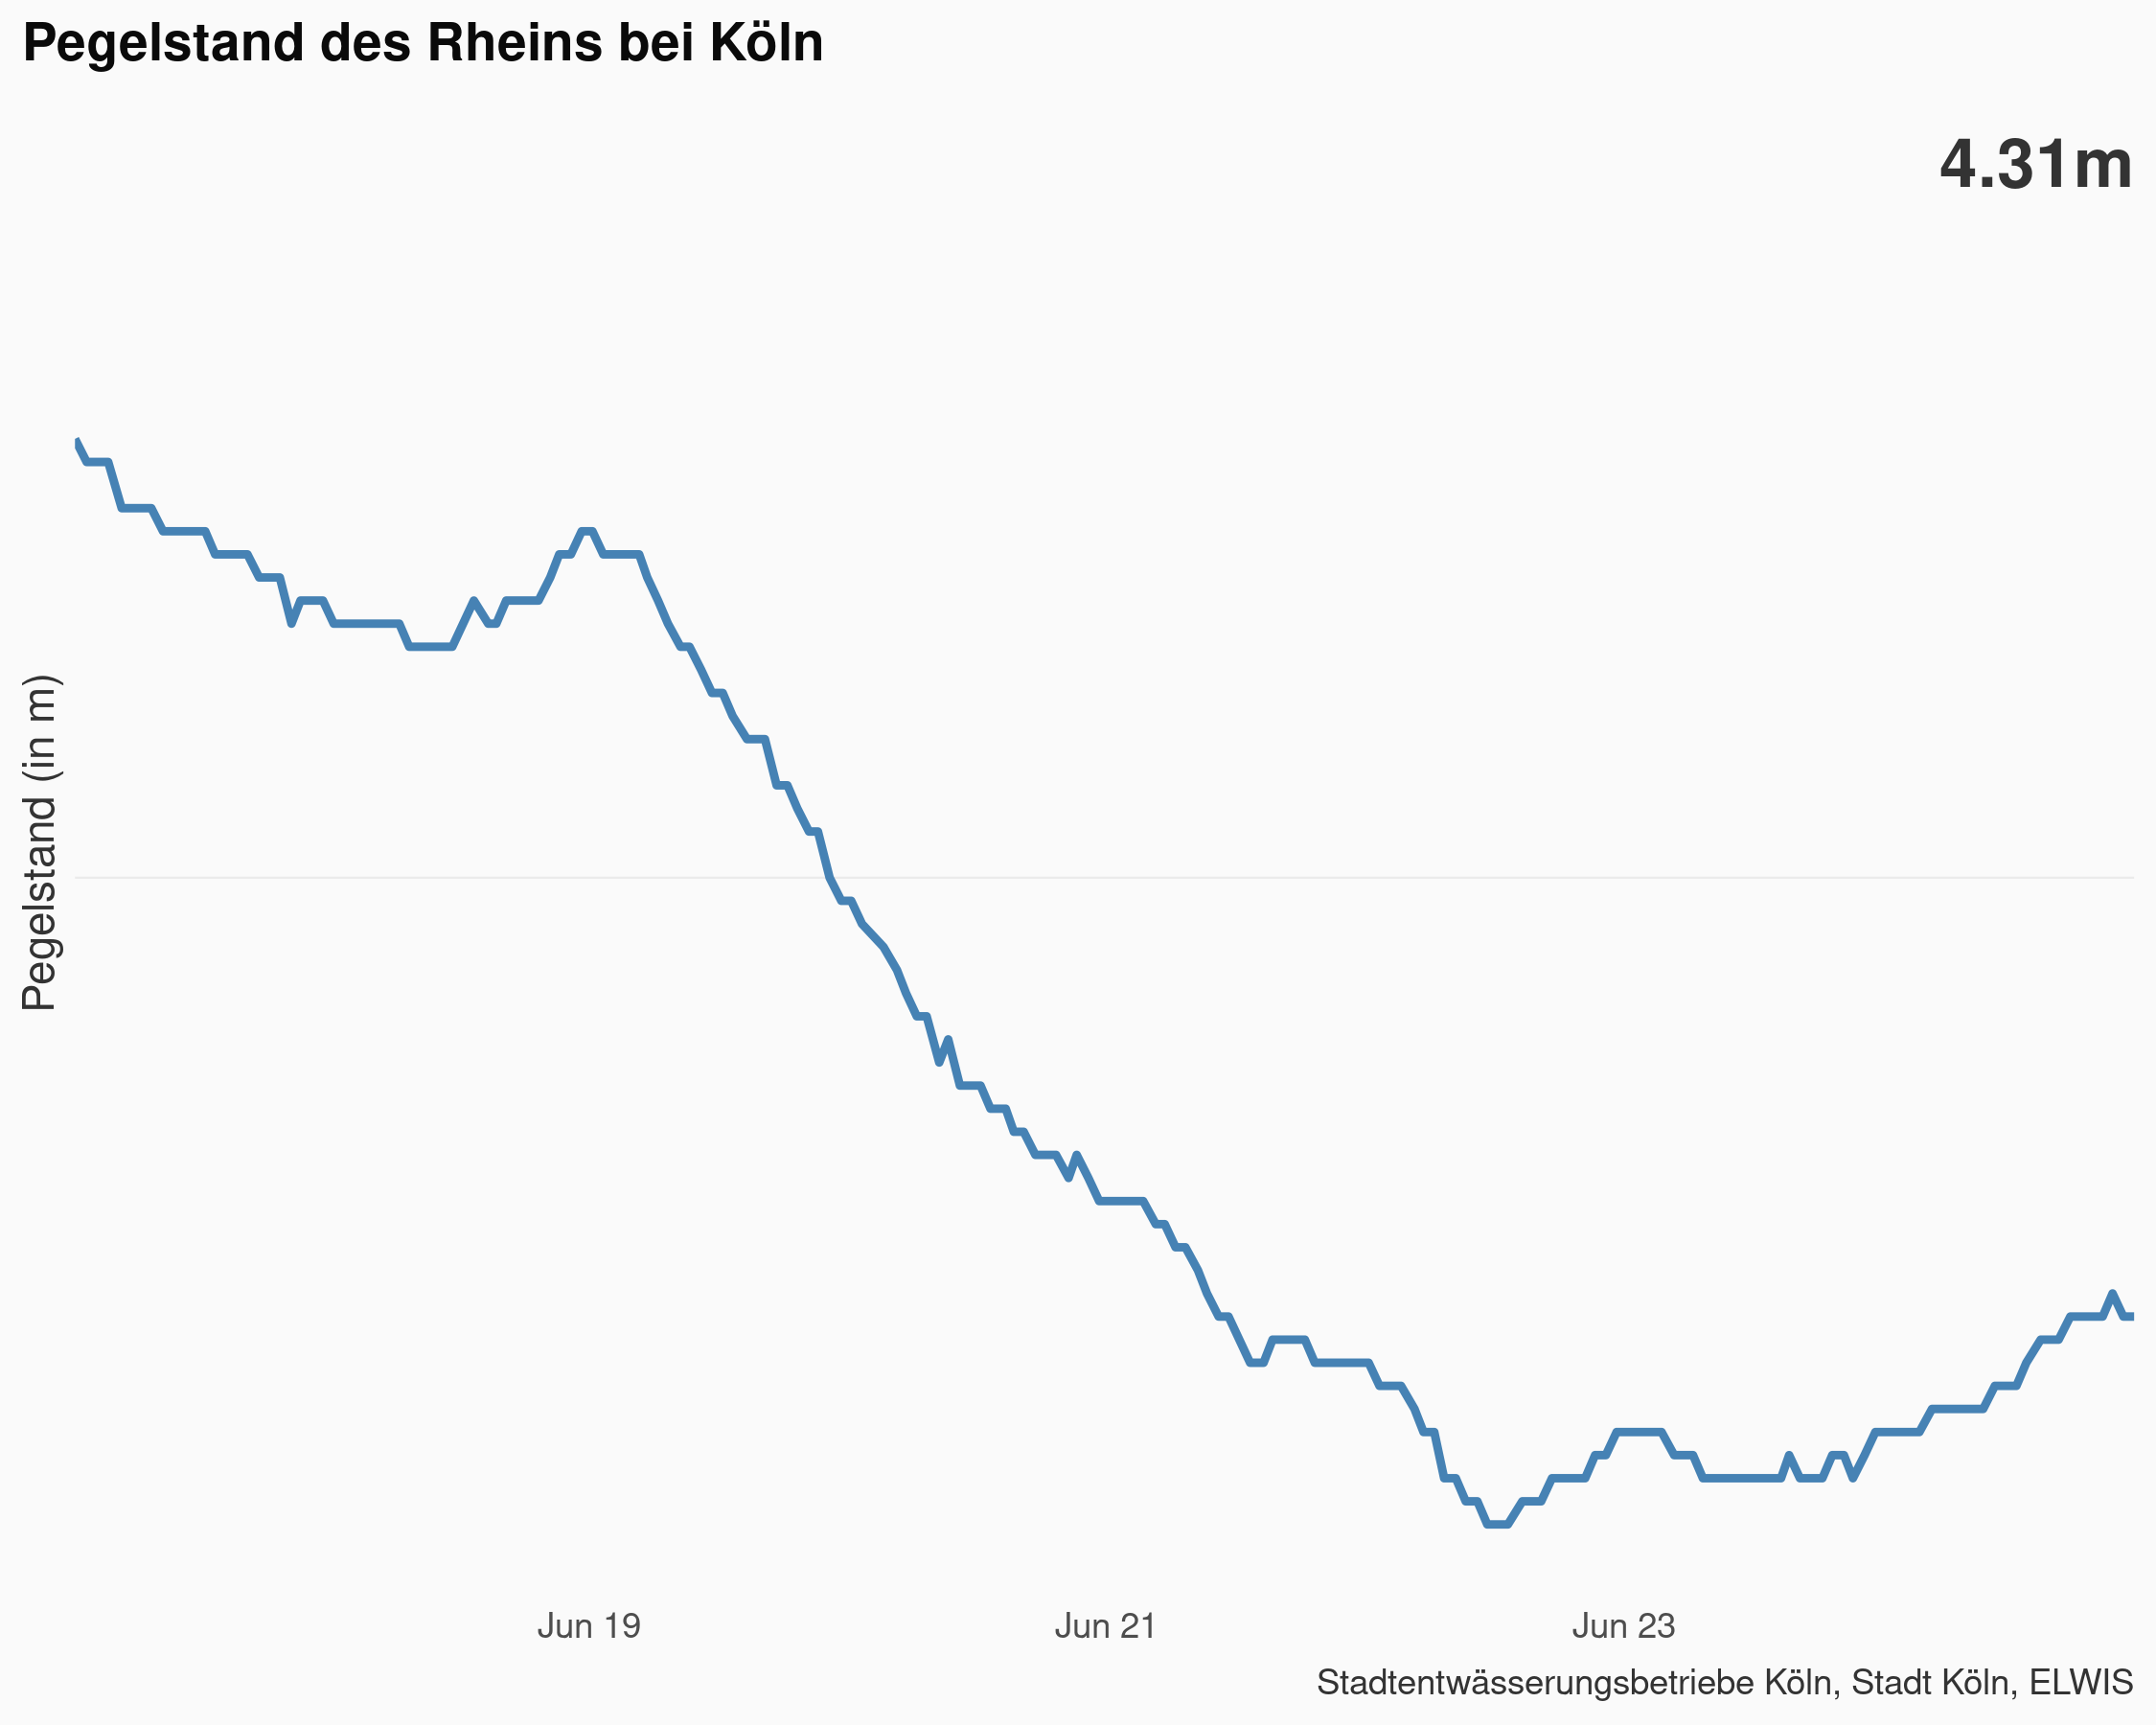 Pegelstand des Rheins bei Köln
4.31m
Pegelstand (in m)
Jun 19
Jun 21
Jun 23
Stadtentwässerungsbetriebe Köln, Stadt Köln, ELWIS